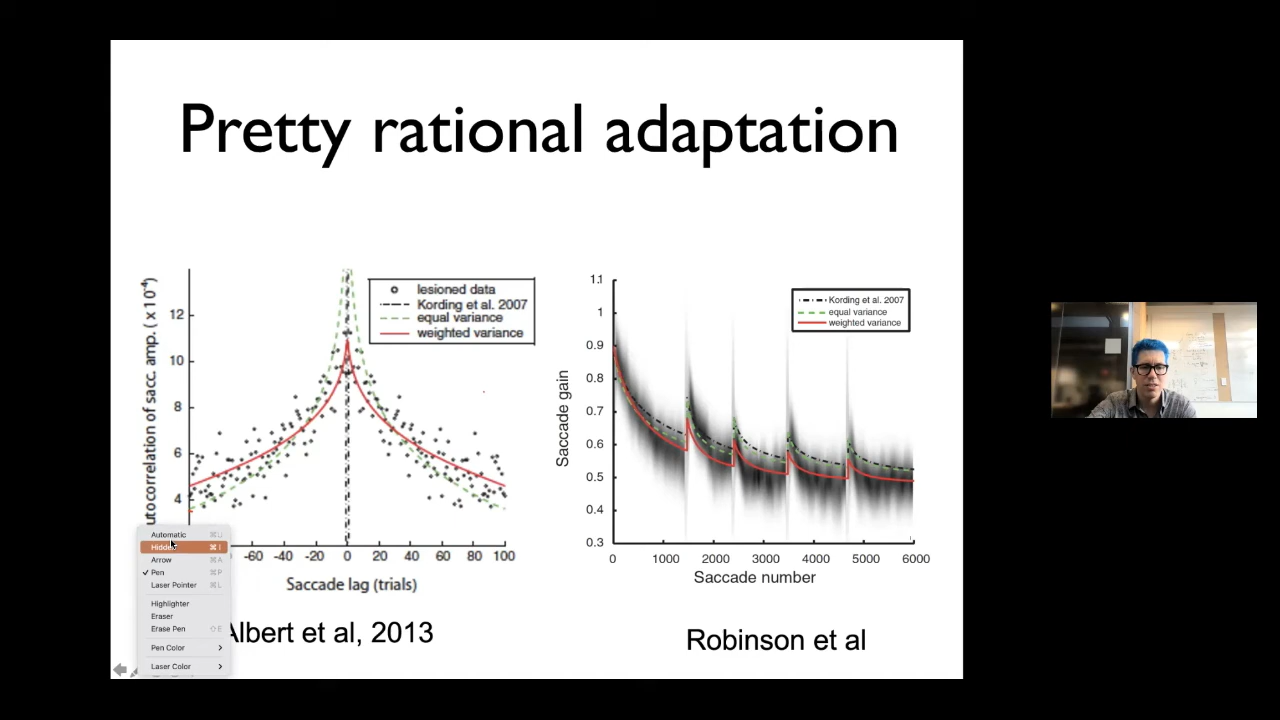 Pretty rational adaptation
utocorrelation of sacc. amp. ( x 10⁻⁴)
12
10
8
6
4
lesioned data
Kording et al. 2007
equal variance
weighted variance
-60 -40 -20 0 20 40 60 80 100
Saccade lag (trials)
Albert et al, 2013
Saccade gain
1.1
1
0.9
0.8
0.7
0.6
0.5
0.4
0.3
Kording et al. 2007
equal variance
weighted variance
0 1000 2000 3000 4000 5000 6000
Saccade number
Robinson et al
Automatic ⌘U
Hidden ⌘I
Arrow ⌘A
✓ Pen ⌘P
Laser Pointer ⌘L
Highlighter
Eraser
Erase Pen ⇧E
Pen Color
Laser Color